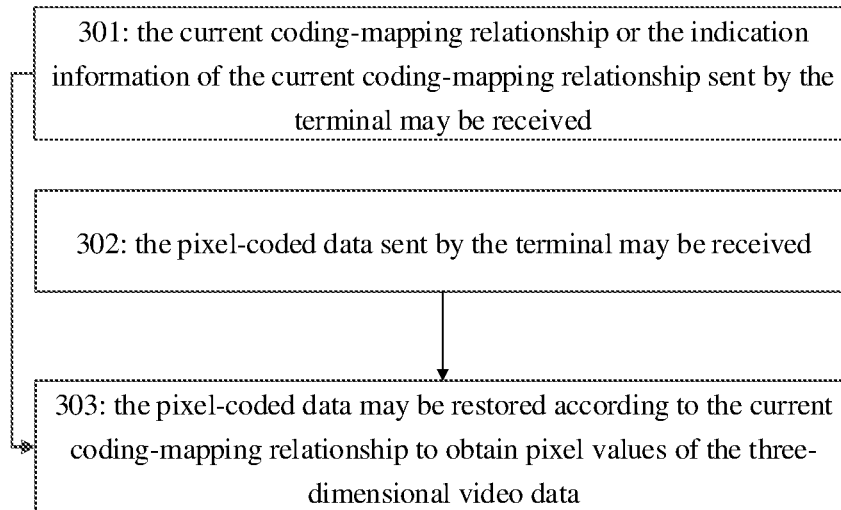 301: the current coding-mapping relationship or the indication
information of the current coding-mapping relationship sent by the
terminal may be received
302: the pixel-coded data sent by the terminal may be received
303: the pixel-coded data may be restored according to the current
coding-mapping relationship to obtain pixel values of the three-
dimensional video data